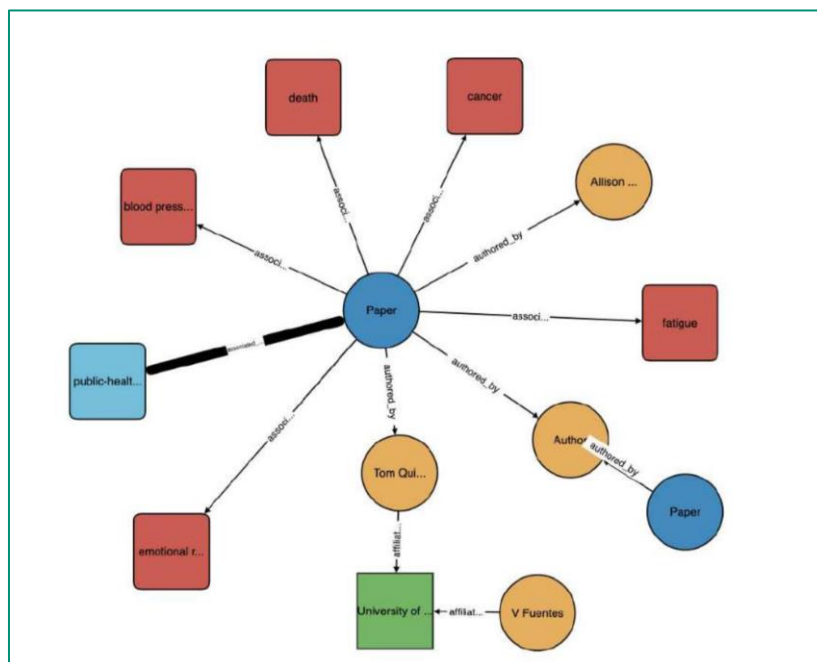 death
cancer
Allison ...
blood press...
associ...
associ...
associ...
authored_by
Paper
associ...
fatigue
public-healt...
associ...
authored_by
authored_by
Author
authored_by
Tom Qui...
Paper
emotional r...
affiliat...
University of ...
affiliat...
V Fuentes